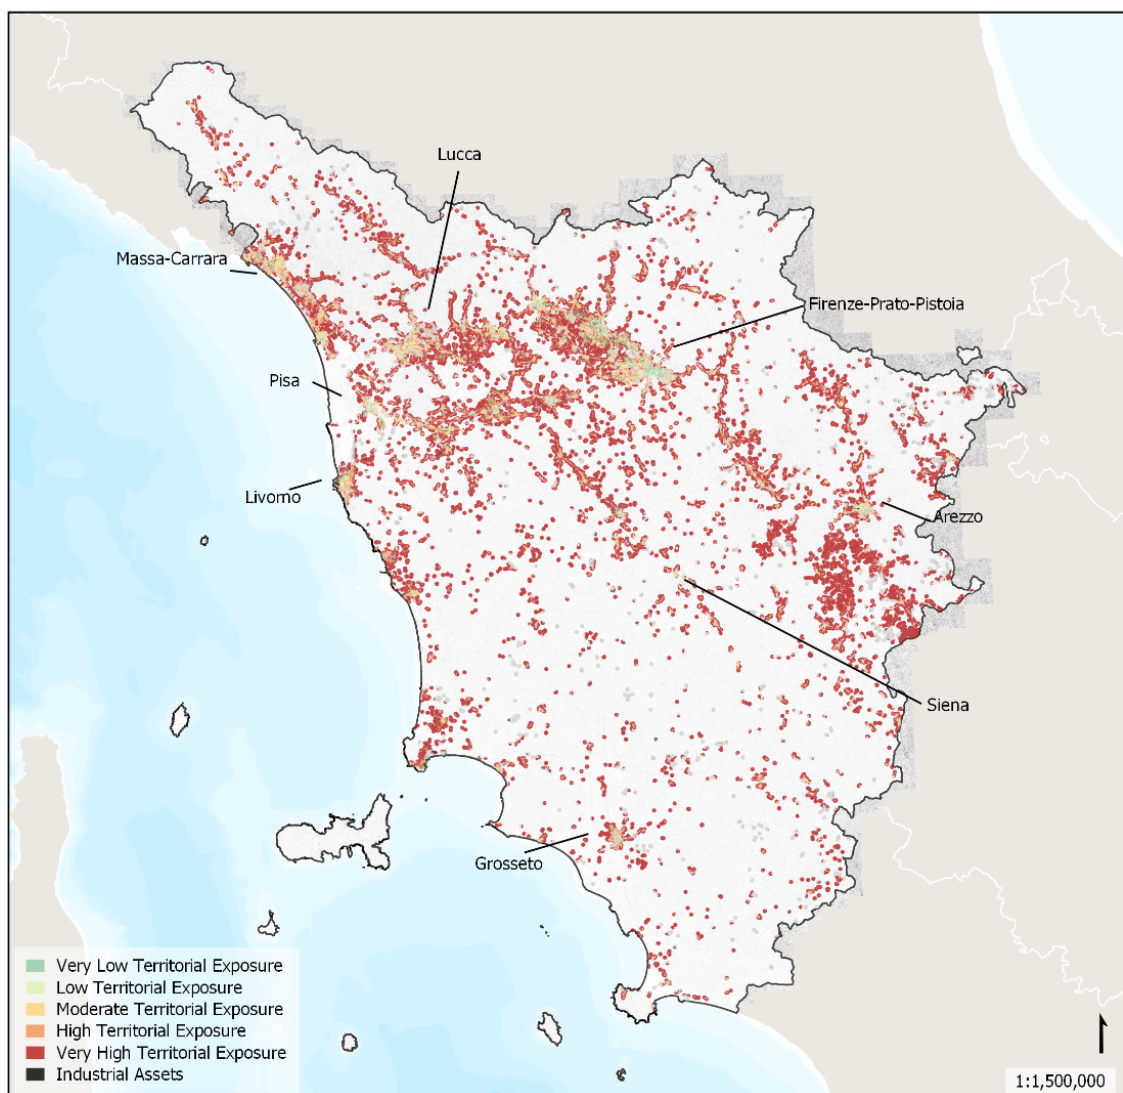 Lucca
Massa-Carrara
Firenze-Prato-Pistoia
Pisa
Livorno
Arezzo
Siena
Grosseto
Very Low Territorial Exposure
Low Territorial Exposure
Moderate Territorial Exposure
High Territorial Exposure
Very High Territorial Exposure
Industrial Assets
1:1,500,000